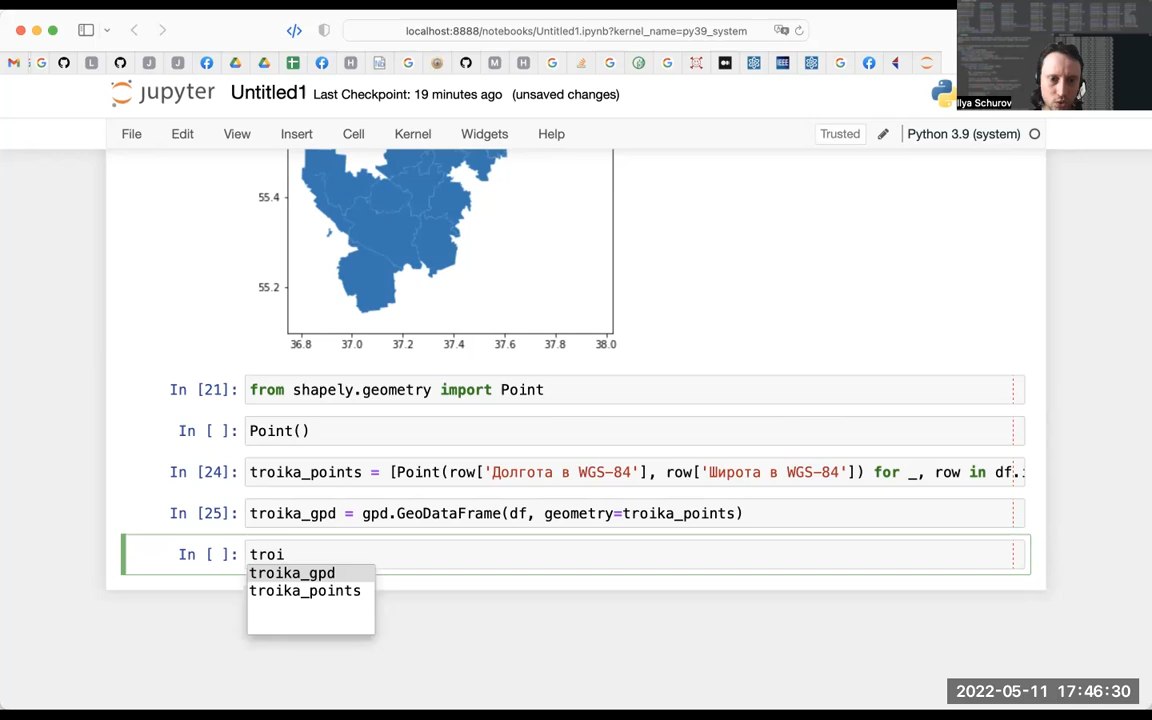 localhost:8888/notebooks/Untitled1.ipynb?kernel_name=py39_system
jupyter Untitled1 Last Checkpoint: 19 minutes ago (unsaved changes)
Ilya Schurov
File Edit View Insert Cell Kernel Widgets Help Trusted Python 3.9 (system)
55.4
55.2
36.8 37.0 37.2 37.4 37.6 37.8 38.0
In [21]: from shapely.geometry import Point
In [ ]: Point()
In [24]: troika_points = [Point(row['Долгота в WGS-84'], row['Широта в WGS-84']) for _, row in df.
In [25]: troika_gpd = gpd.GeoDataFrame(df, geometry=troika_points)
In [ ]: troi
troika_gpd
troika_points
2022-05-11 17:46:30